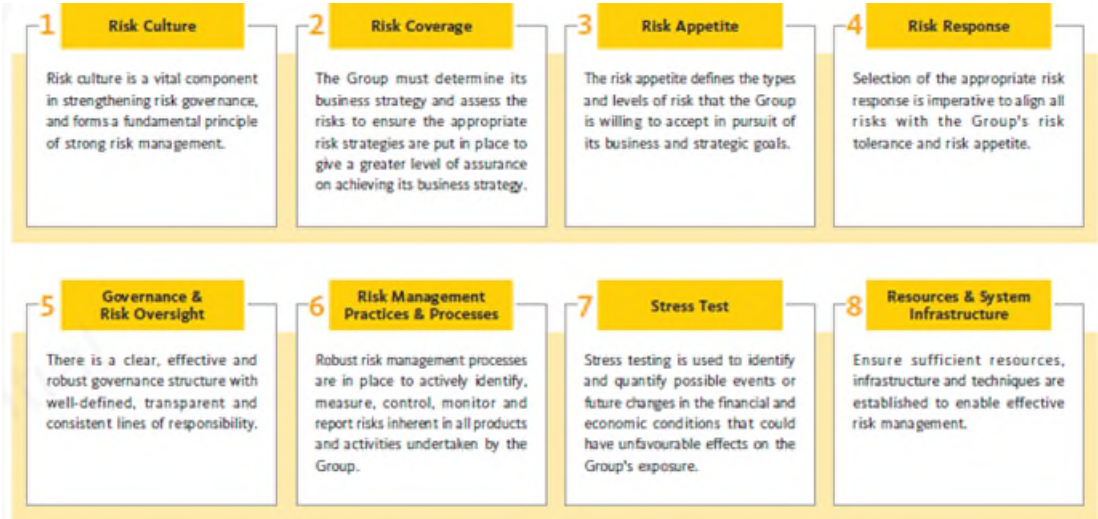 1 Risk Culture
Risk culture is a vital component
in strengthening risk governance,
and forms a fundamental principle
of strong risk management.
2 Risk Coverage
The Group must determine its
business strategy and assess the
risks to ensure the appropriate
risk strategies are put in place to
give a greater level of assurance
on achieving its business strategy.
3 Risk Appetite
The risk appetite defines the types
and levels of risk that the Group
is willing to accept in pursuit of
its business and strategic goals.
4 Risk Response
Selection of the appropriate risk
response is imperative to align all
risks with the Group's risk
tolerance and risk appetite.
5 Governance &
Risk Oversight
There is a clear, effective and
robust governance structure with
well-defined, transparent and
consistent lines of responsibility.
6 Risk Management
Practices & Processes
Robust risk management processes
are in place to actively identify,
measure, control, monitor and
report risks inherent in all products
and activities undertaken by the
Group.
7 Stress Test
Stress testing is used to identify
and quantify possible events or
future changes in the financial and
economic conditions that could
have unfavourable effects on the
Group's exposure.
8 Resources & System
Infrastructure
Ensure sufficient resources,
infrastructure and techniques are
established to enable effective
risk management.